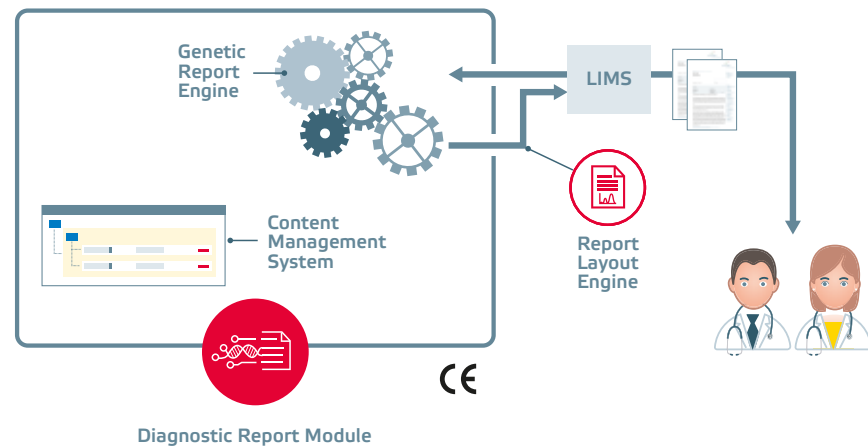 Genetic
Report
Engine
LIMS
Content
Management
System
Report
Layout
Engine
CE
Diagnostic Report Module